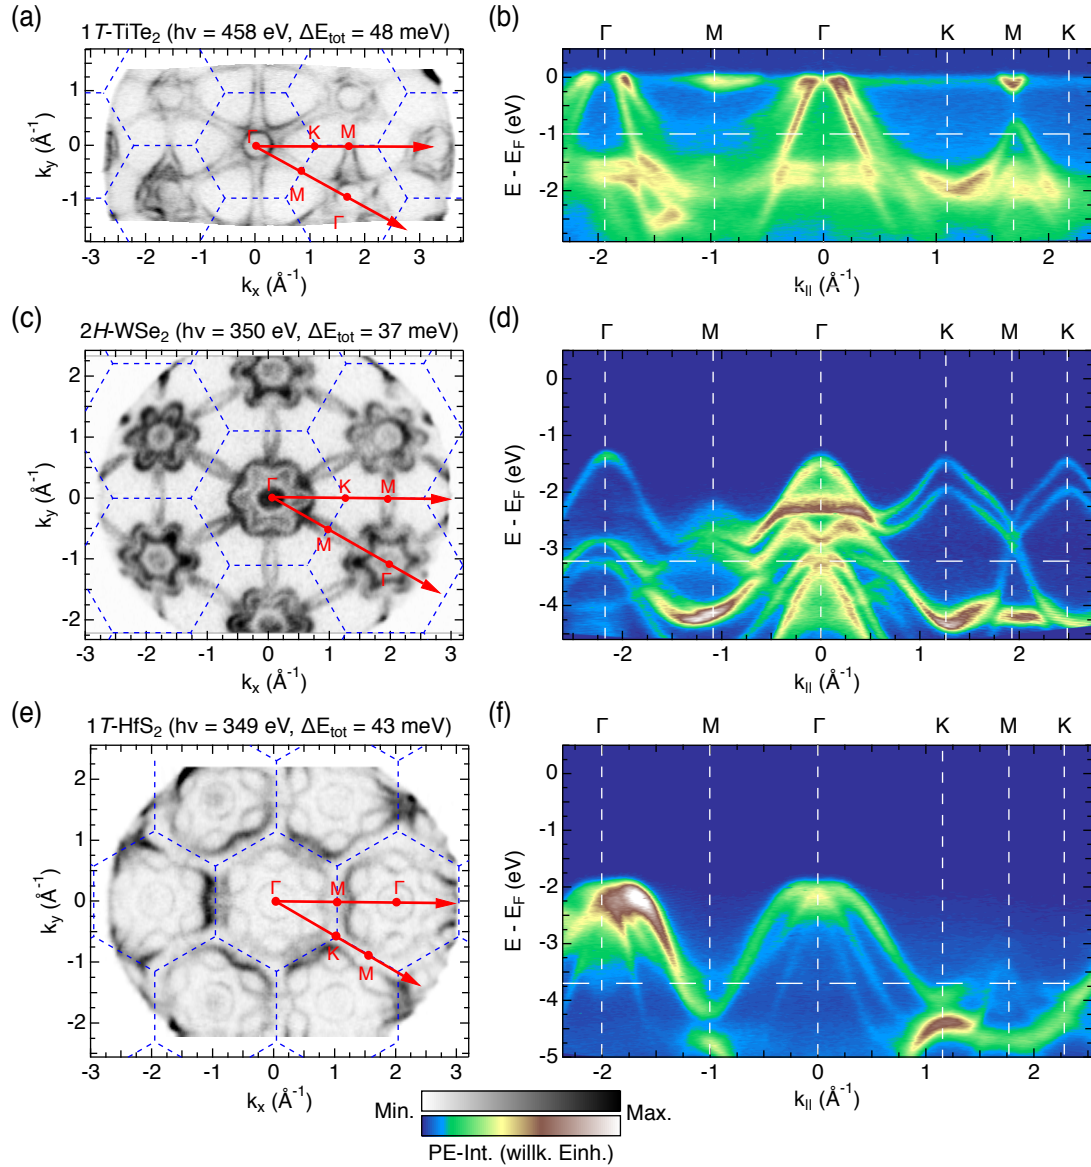 (a)
1T-TiTe2 (hν = 458 eV, ΔEtot = 48 meV)
1
0
-1
ky (Å-1)
Γ
K
M
M
Γ
-3 -2 -1 0 1 2 3
kx (Å-1)
(b)
Γ M Γ K M K
0
-1
-2
E - EF (eV)
-2 -1 0 1 2
k|| (Å-1)
(c)
2H-WSe2 (hν = 350 eV, ΔEtot = 37 meV)
2
1
0
-1
-2
ky (Å-1)
Γ
K
M
M
Γ
-3 -2 -1 0 1 2 3
kx (Å-1)
(d)
Γ M Γ K M K
0
-1
-2
-3
-4
E - EF (eV)
-2 -1 0 1 2
k|| (Å-1)
(e)
1T-HfS2 (hν = 349 eV, ΔEtot = 43 meV)
2
1
0
-1
-2
ky (Å-1)
Γ
M
Γ
K
M
-3 -2 -1 0 1 2 3
kx (Å-1)
(f)
Γ M Γ K M K
0
-1
-2
-3
-4
-5
E - EF (eV)
-2 -1 0 1 2
k|| (Å-1)
Min. Max.
PE-Int. (willk. Einh.)